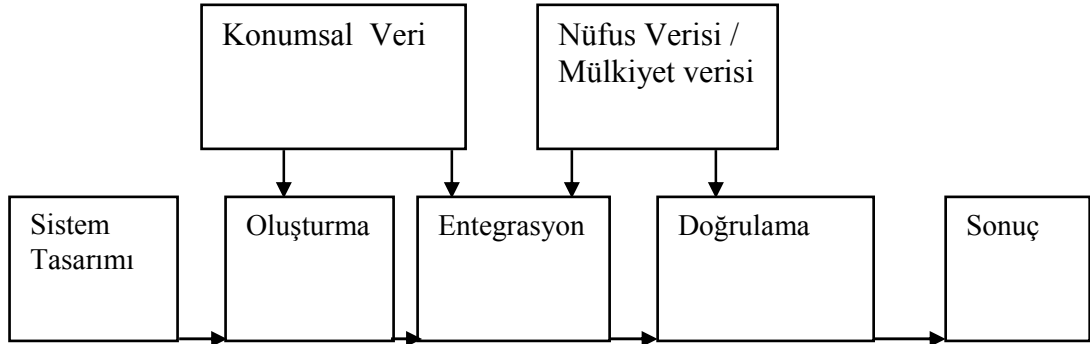 Konumsal Veri
Nüfus Verisi /
Mülkiyet verisi
Sistem
Tasarımı
Oluşturma
Entegrasyon
Doğrulama
Sonuç